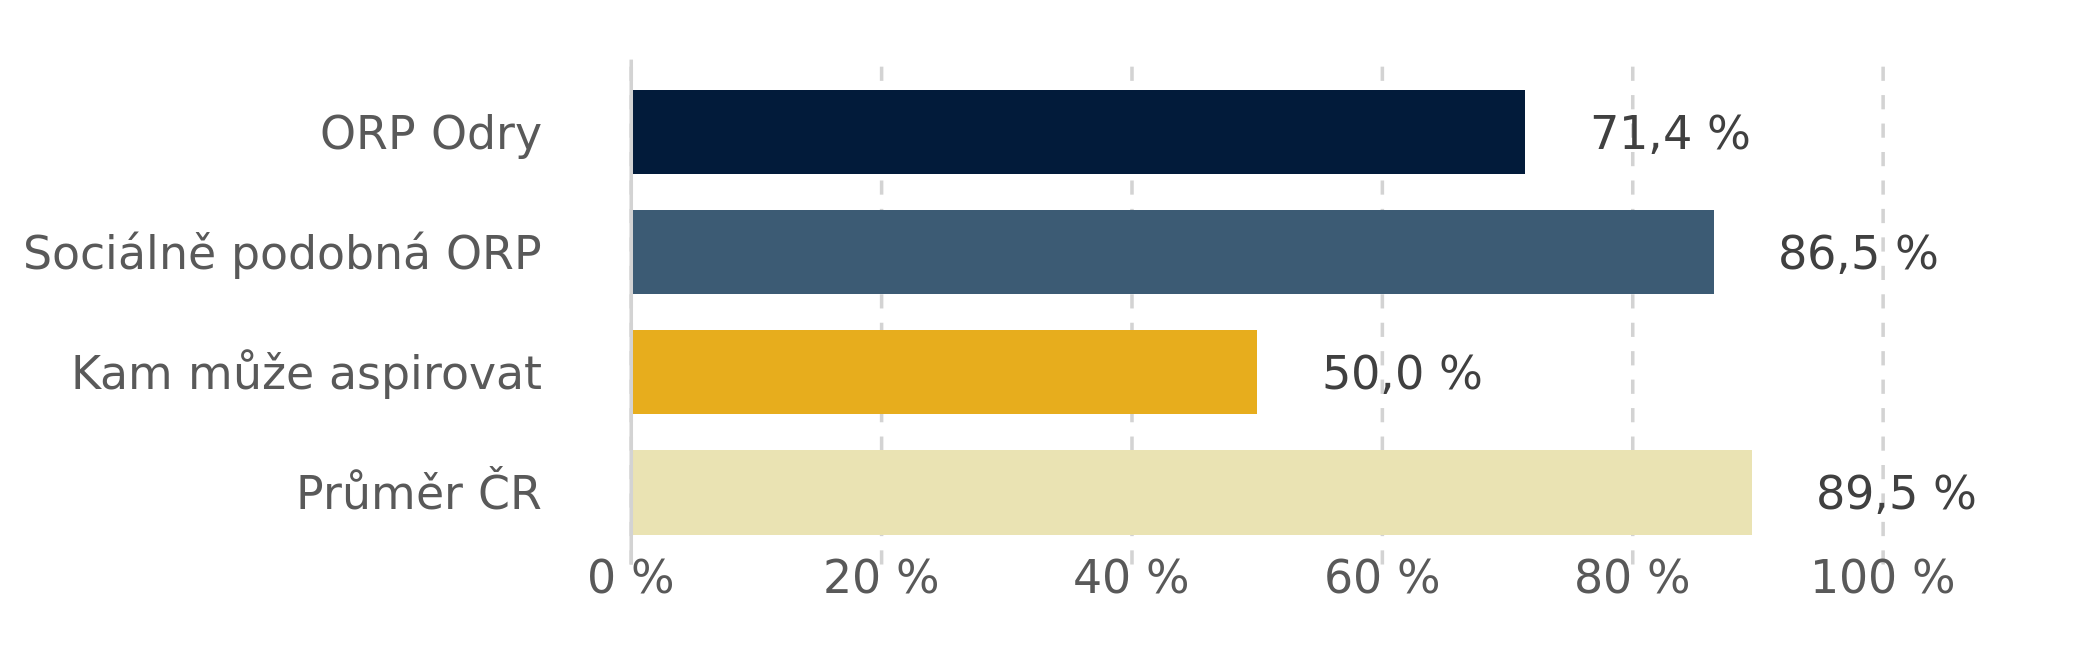 ORP Odry
71,4 %
Sociálně podobná ORP
86,5 %
Kam může aspirovat
50,0 %
Průměr ČR
89,5 %
0 %
20 %
40 %
60 %
80 %
100 %